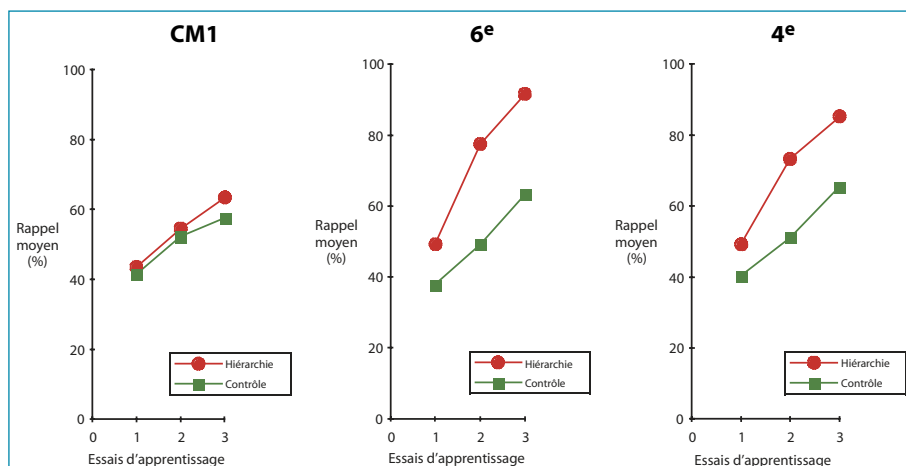 CM1
100
80
60
40
20
0
Rappel
moyen
(%)
Hiérarchie
Contrôle
0 1 2 3
Essais d'apprentissage
6e
100
80
60
40
20
0
Rappel
moyen
(%)
Hiérarchie
Contrôle
0 1 2 3
Essais d'apprentissage
4e
100
80
60
40
20
0
Rappel
moyen
(%)
Hiérarchie
Contrôle
0 1 2 3
Essais d'apprentissage